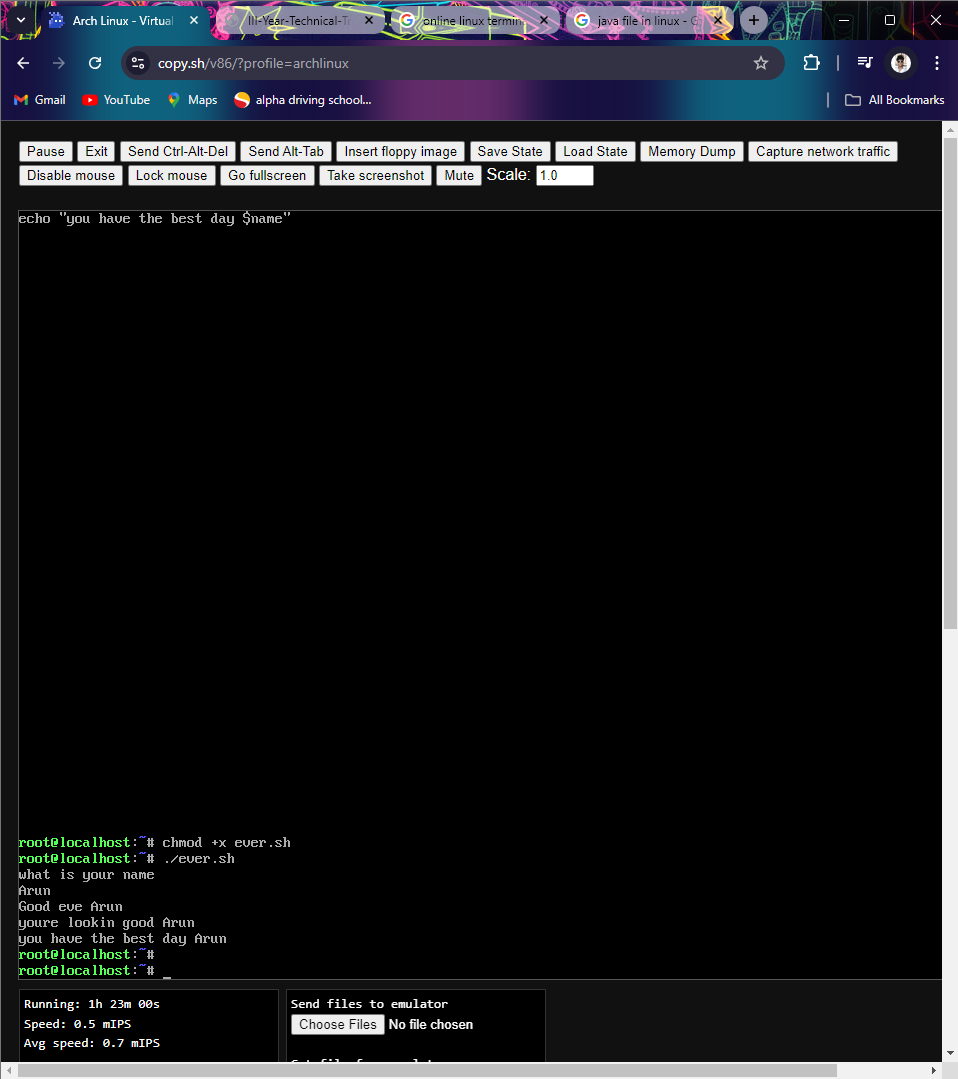 Arch Linux - Virtual
III-Year-Technical-Tr
online linux termin
java file in linux - G
copy.sh/v86/?profile=archlinux
Gmail YouTube Maps alpha driving school... All Bookmarks
Pause Exit Send Ctrl-Alt-Del Send Alt-Tab Insert floppy image Save State Load State Memory Dump Capture network traffic
Disable mouse Lock mouse Go fullscreen Take screenshot Mute Scale: 1.0
echo "you have the best day $name"
root@localhost:~# chmod +x ever.sh
root@localhost:~# ./ever.sh
what is your name
Arun
Good eve Arun
youre lookin good Arun
you have the best day Arun
root@localhost:~#
root@localhost:~# _
Running: 1h 23m 00s
Speed: 0.5 mIPS
Avg speed: 0.7 mIPS
Send files to emulator
Choose Files No file chosen